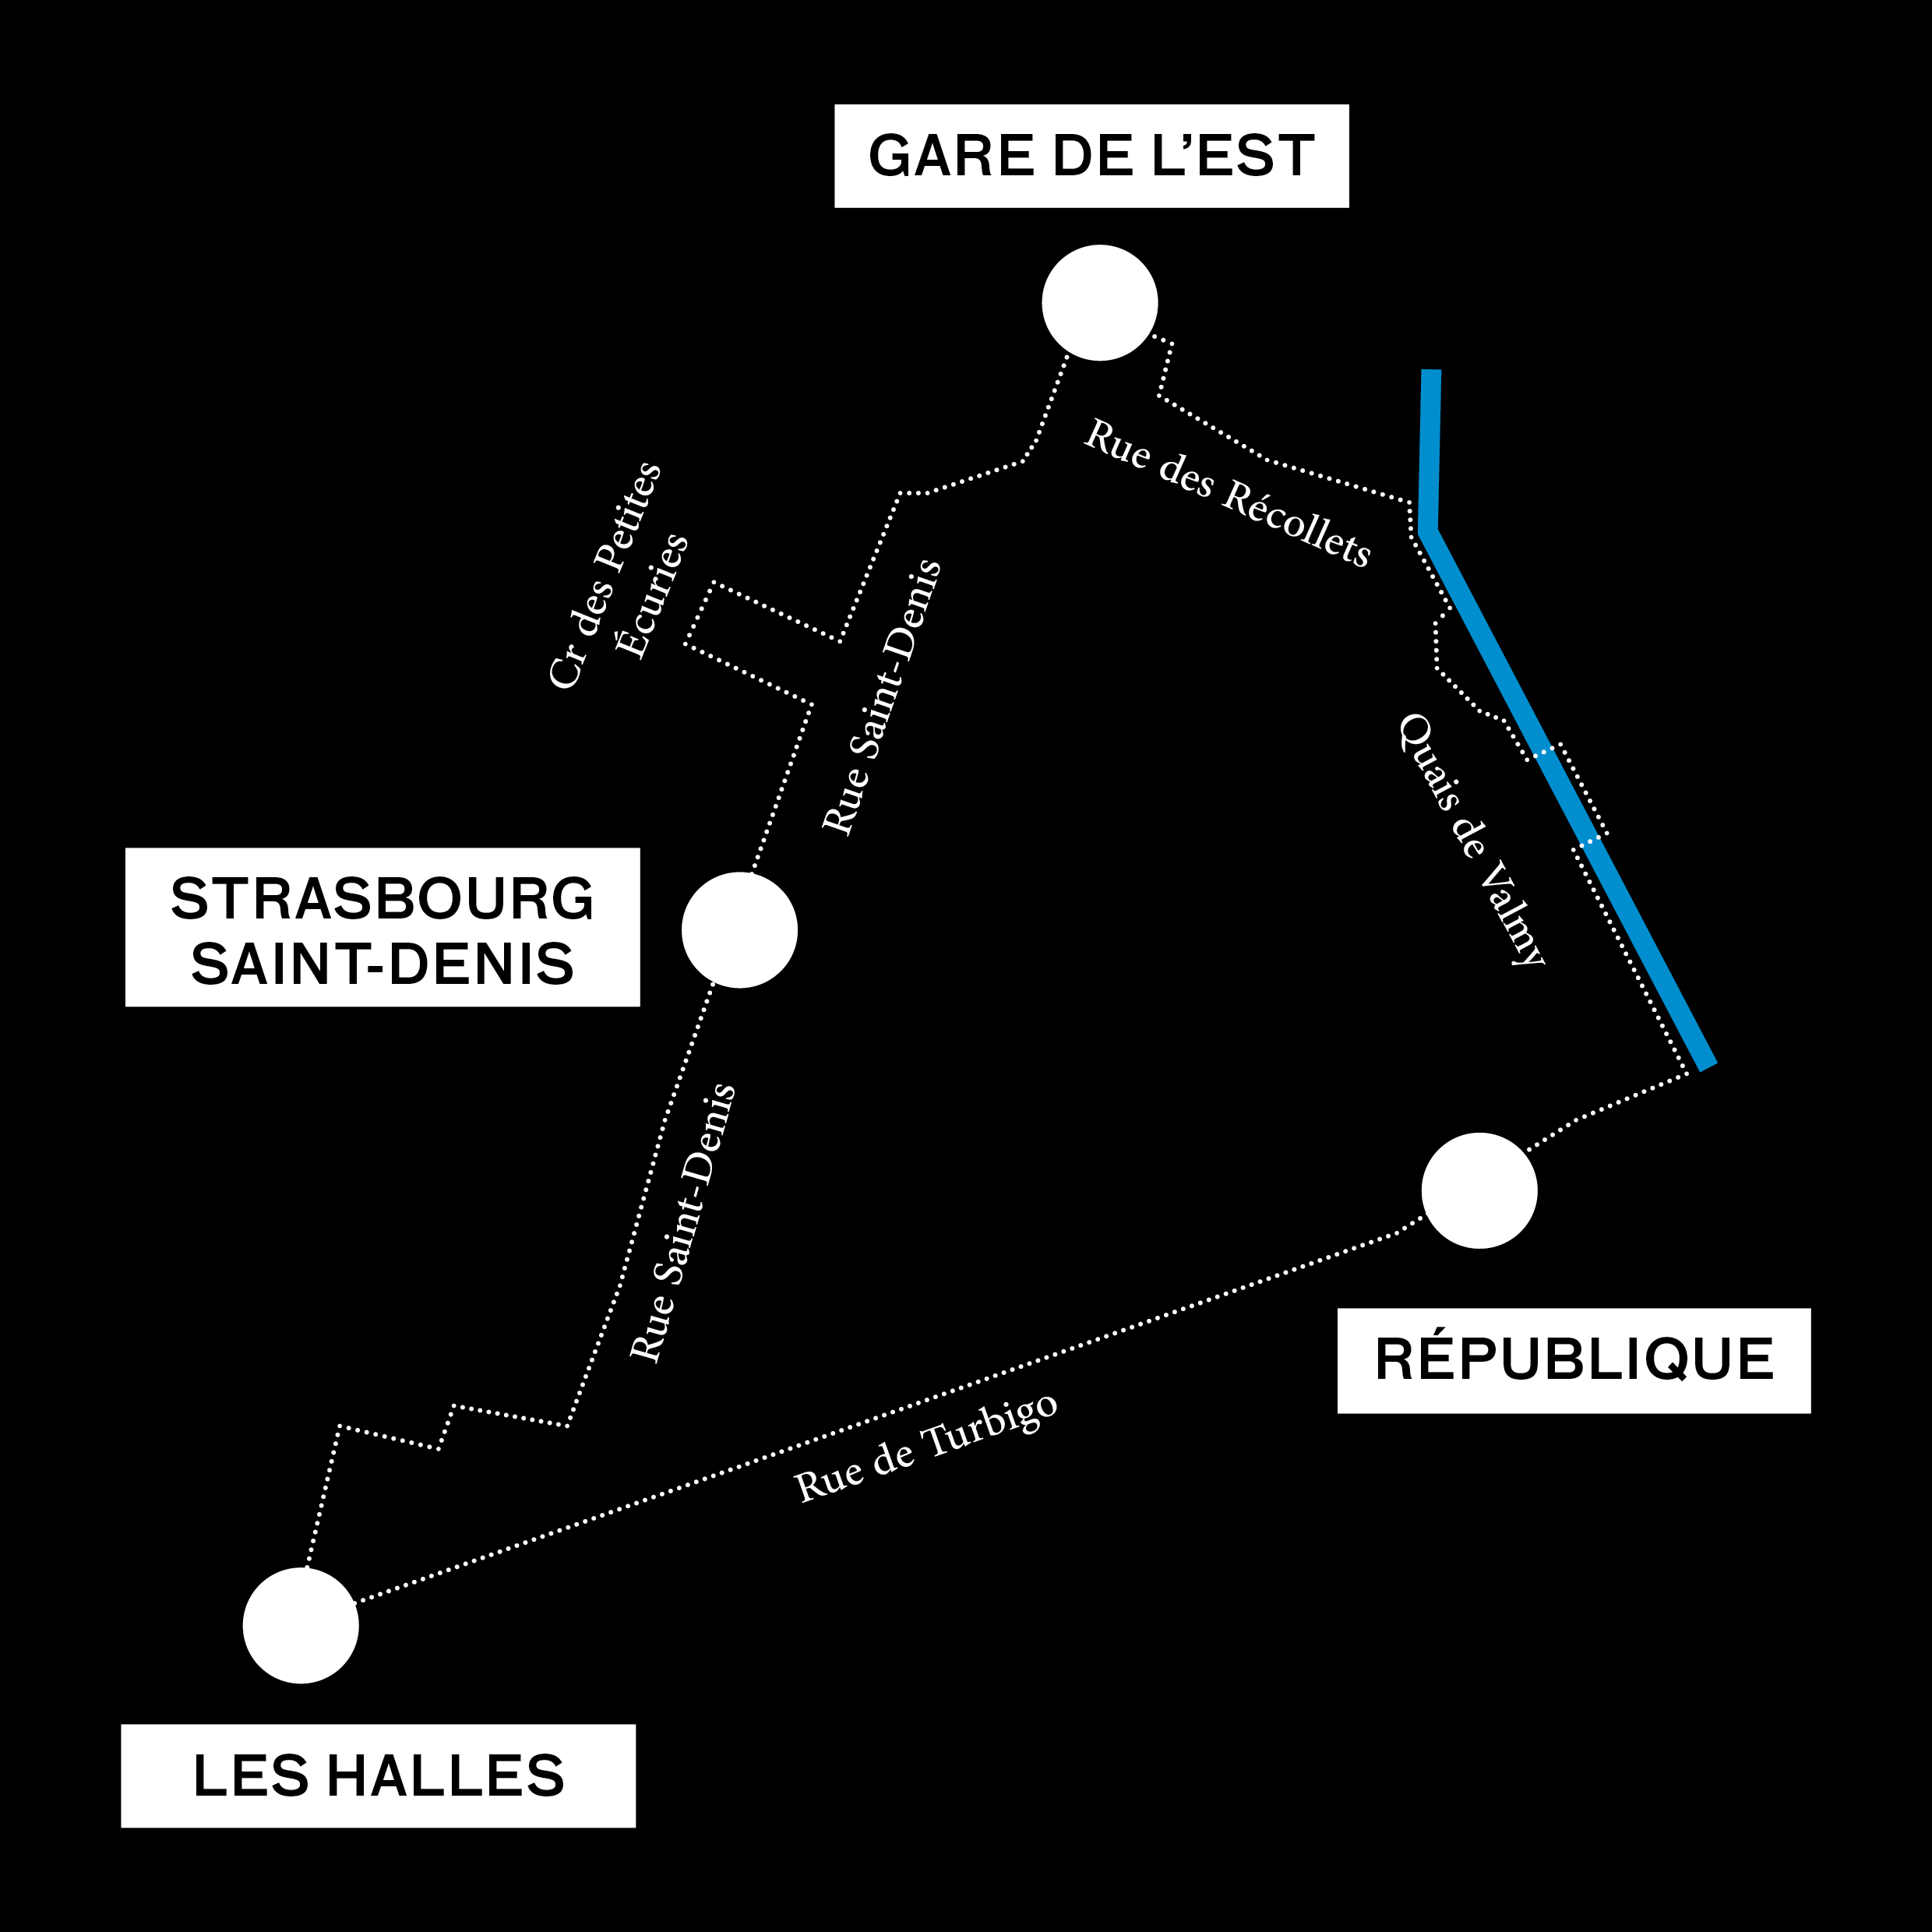 GARE DE L’EST
Rue des Récollets
Cr des Petites
Écuries
Rue Saint-Denis
Quais de Valmy
STRASBOURG
SAINT-DENIS
Rue Saint-Denis
RÉPUBLIQUE
Rue de Turbigo
LES HALLES